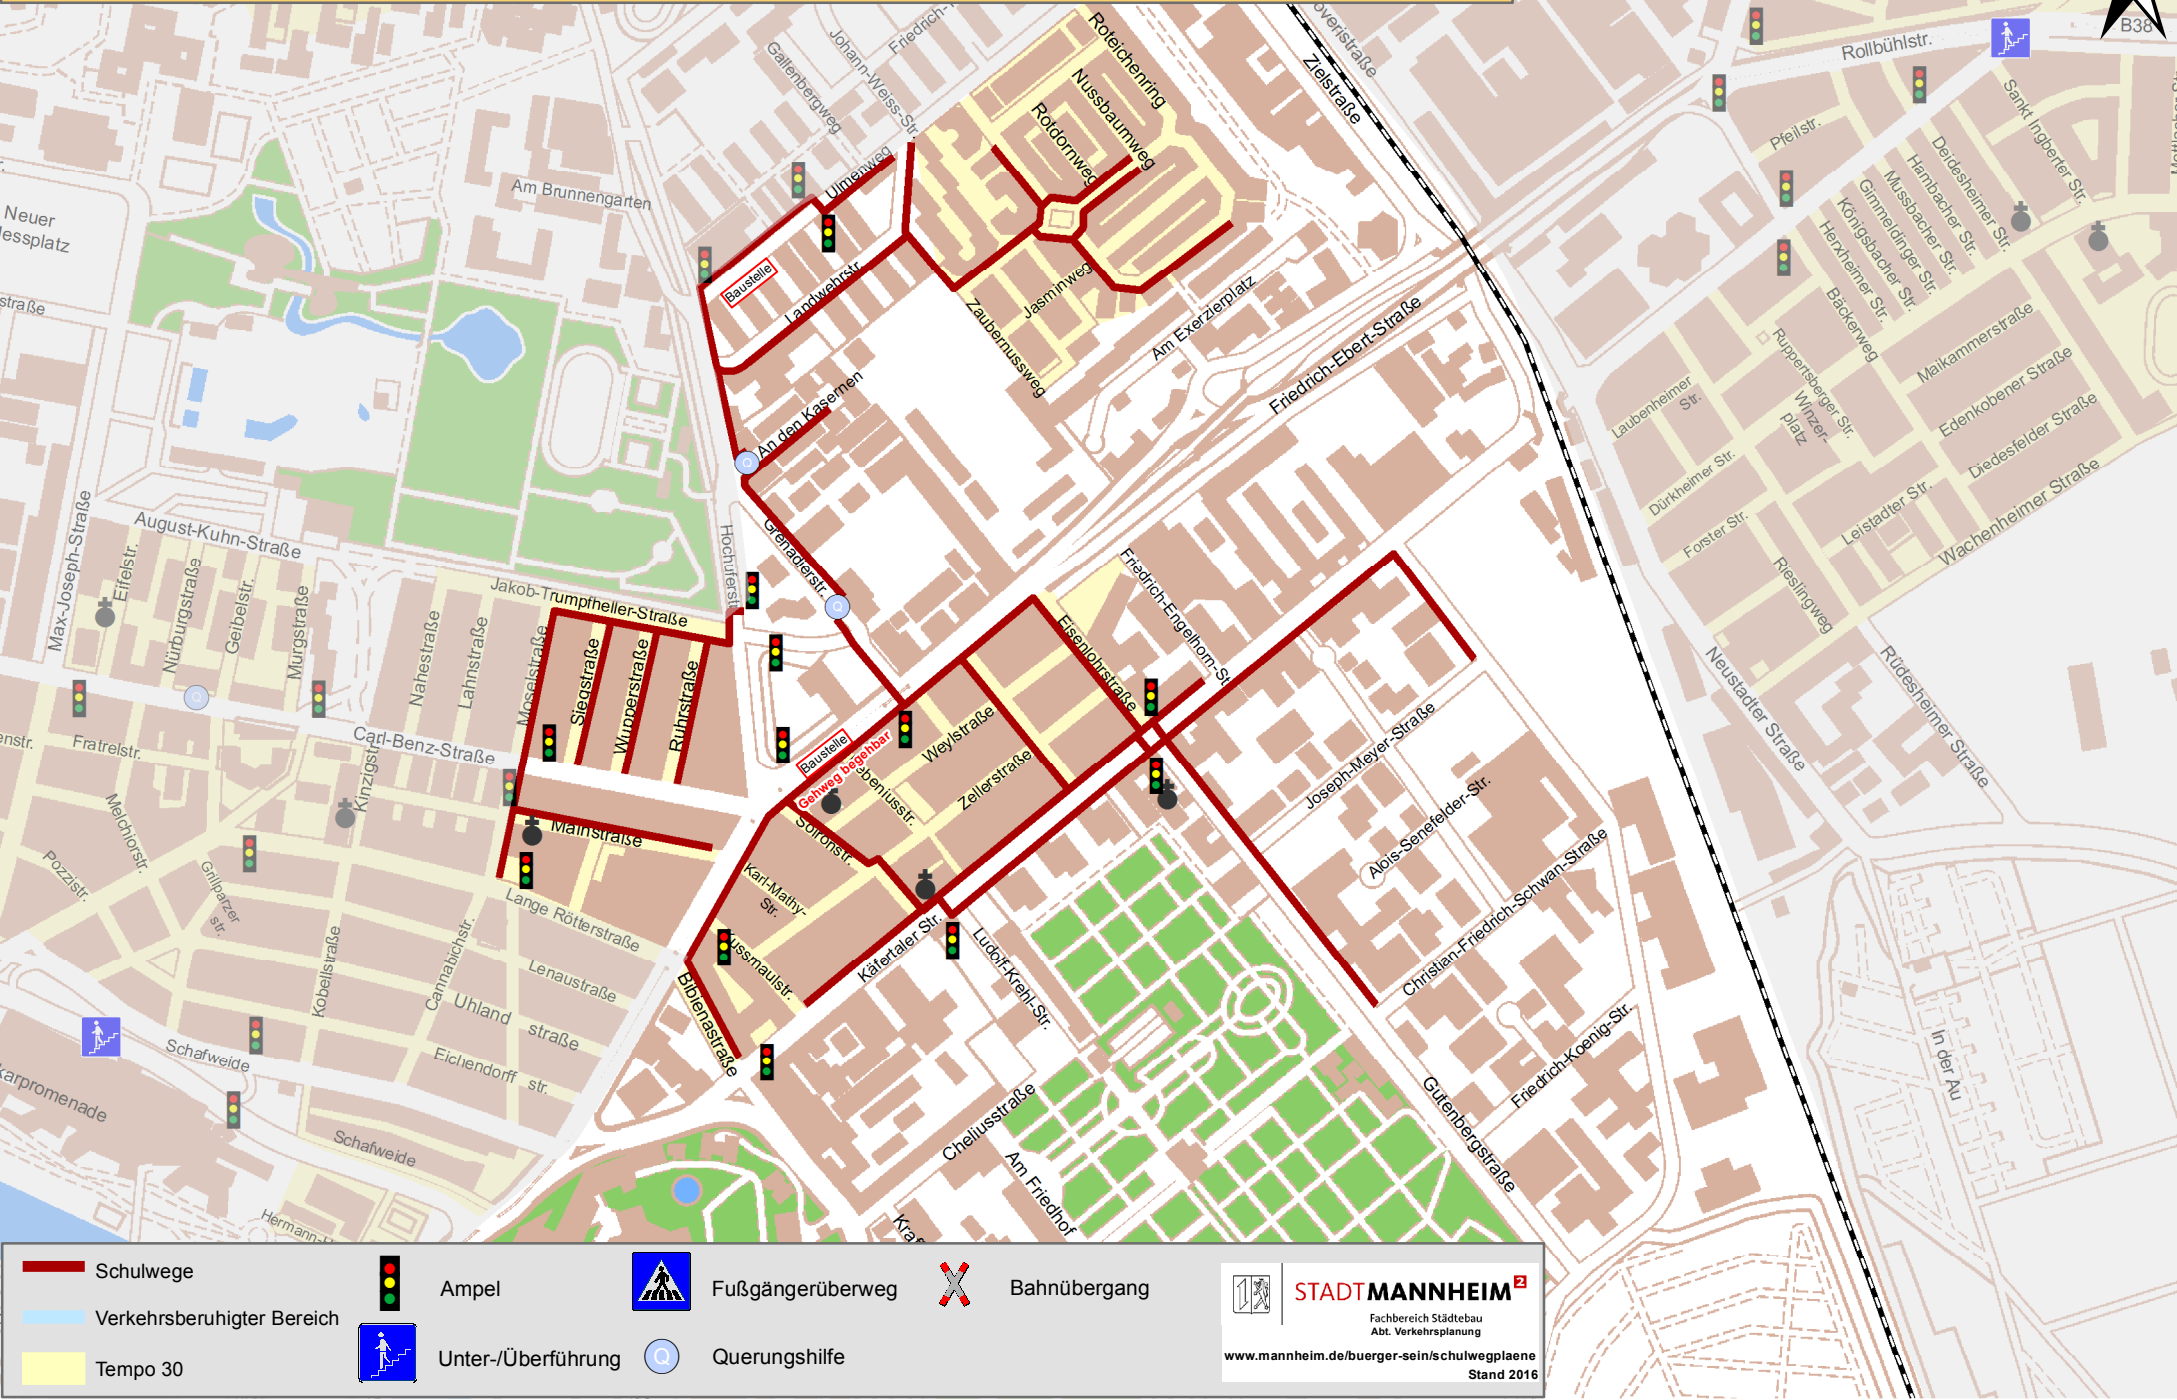 B38
Rollbühlstr.
Friedrich-
Johann-Weiss-Str.
Gallenbergweg
Roteichenring
Nussbaumweg
Rotdornweg
Zielstraße
Pfeilstr.
Sankt Ingberter Str.
Deidesheimer Str.
Hambacher Str.
Mussbacher Str.
Gimmeldinger Str.
Königsbacher Str.
Herxheimer Str.
Bäckerweg
Ulmenweg
Am Brunnengarten
Neuer
Baustelle
Landwehrstr.
Jasminweg
Zaubernussweg
Am Exerzierplatz
Friedrich-Ebert-Straße
Maikammerstraße
Ruppertsberger Str.
Winzer-
platz
Edenkobener Straße
Laubenheimer
Str.
Diedesfelder Straße
An den Kasernen
Dürkheimer Str.
Forster Str.
Leistadter Str.
Wachenheimer Straße
Rieslingweg
Max-Joseph-Straße
August-Kuhn-Straße
Eifelstr.
Nürburgstraße
Geibelstr.
Murgstraße
Hochuferstr.
Grenadierstr.
Jakob-Trumpfheller-Straße
Nahestraße
Lahnstraße
Moselstraße
Siegstraße
Wupperstraße
Ruhrstraße
Friedrich-Engelhorn-St
Eisenlohrstraße
Neustadter Straße
Rüdesheimer Straße
Fratrelstr.
Carl-Benz-Straße
Kinzigstr.
Baustelle
Gehweg begehbar
Weylstraße
Zellerstraße
Joseph-Meyer-Straße
Alois-Senefelder-Str.
Christian-Friedrich-Schwan-Straße
Melchiorstr.
Pozzistr.
Grillparzer
str.
Mainstraße
Soironstr.
Karl-Mathy-
Str.
Lange Rötterstraße
Käfertaler Str.
Ludolf-Krehl-Str.
Kobellstraße
Cannabichstr.
Lenaustraße
Uhland
straße
Bibienastraße
Eichendorff
str.
Schafweide
Friedrich-Koenig-Str.
In der Au
Gutenbergstraße
Cheliusstraße
Am Friedhof
Schafweide
Schulwege
Verkehrsberuhigter Bereich
Tempo 30
Ampel
Unter-/Überführung
Fußgängerüberweg
Q
Querungshilfe
Bahnübergang
STADTMANNHEIM²
Fachbereich Städtebau
Abt. Verkehrsplanung
www.mannheim.de/buerger-sein/schulwegplaene
Stand 2016